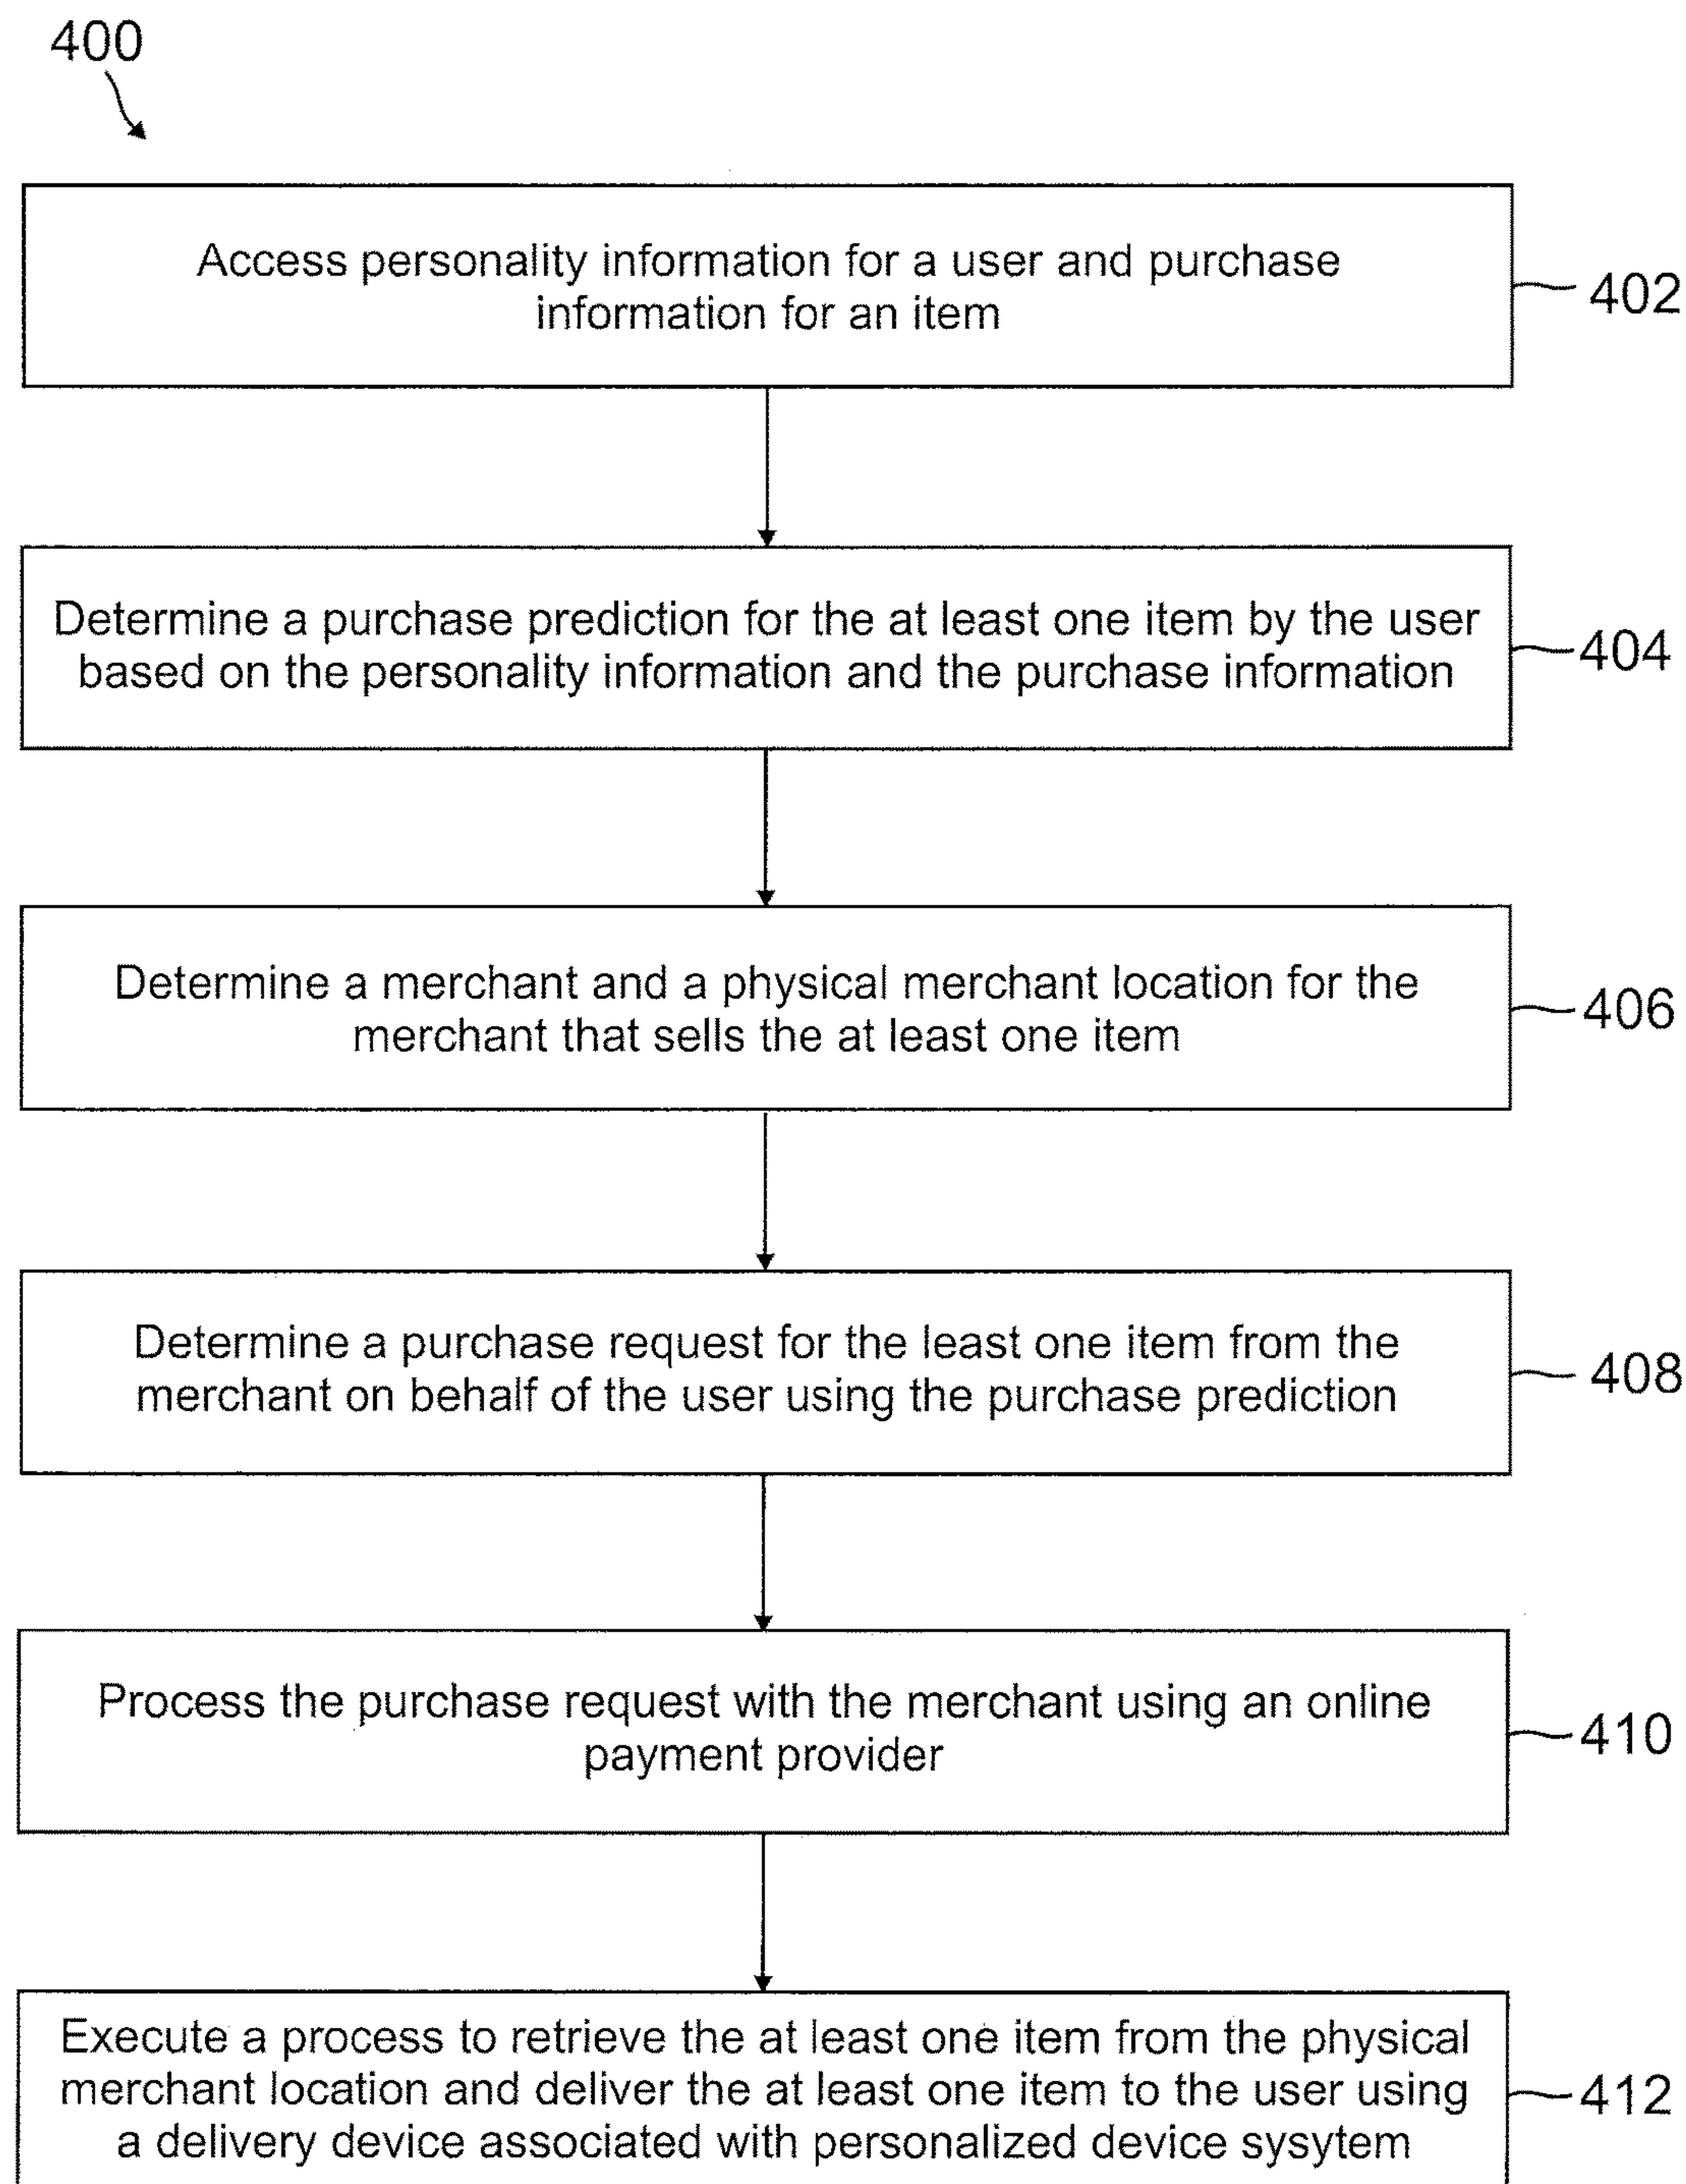 400
Access personality information for a user and purchase
information for an item
402
Determine a purchase prediction for the at least one item by the user
based on the personality information and the purchase information
404
Determine a merchant and a physical merchant location for the
merchant that sells the at least one item
406
Determine a purchase request for the least one item from the
merchant on behalf of the user using the purchase prediction
408
Process the purchase request with the merchant using an online
payment provider
410
Execute a process to retrieve the at least one item from the physical
merchant location and deliver the at least one item to the user using
a delivery device associated with personalized device sysytem
412